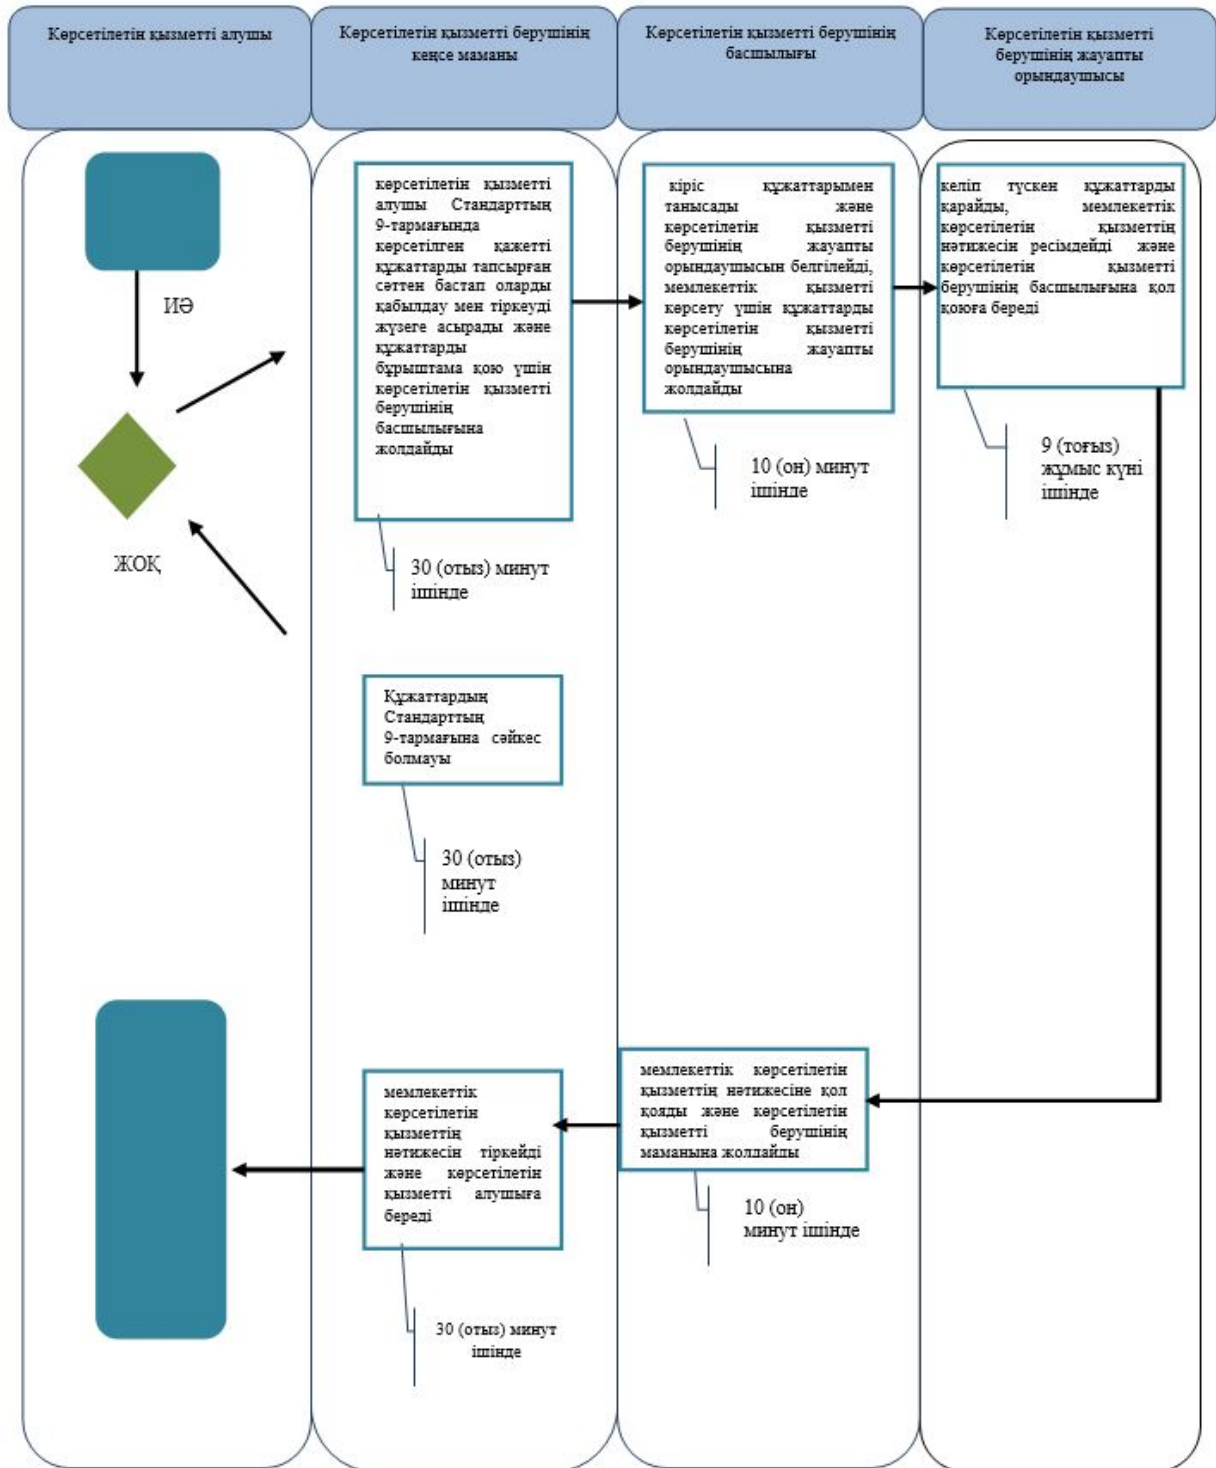 Көрсетілетін қызметті алушы
Көрсетілетін қызметті берушінің
кеңсе маманы
Көрсетілетін қызметті берушінің
басшылығы
Көрсетілетін қызметті
берушінің жауапты
орындаушысы
ИӘ
ЖОҚ
көрсетілетін қызметті
алушы Стандарттың
9-тармағында
көрсетілген қажетті
құжаттарды тапсырған
сәттен бастап оларды
қабылдау мен тіркеуді
жүзеге асырады және
құжаттарды
бұрыштама қою үшін
көрсетілетін қызметті
берушінің
басшылығына
жолдайды
30 (отыз) минут
ішінде
кіріс құжаттарымен
танысады және
көрсетілетін қызметті
берушінің жауапты
орындаушысын белгілейді,
мемлекеттік қызметті
көрсету үшін құжаттарды
көрсетілетін қызметті
берушінің жауапты
орындаушысына
жолдайды
10 (он) минут
ішінде
келіп түскен құжаттарды
қарайды, мемлекеттік
көрсетілетін қызметтің
нәтижесін ресімдейді және
көрсетілетін қызметті
берушінің басшылығына қол
қоюға береді
9 (тоғыз)
жұмыс күні
ішінде
Құжаттардың
Стандарттың
9-тармағына сәйкес
болмауы
30 (отыз)
минут
ішінде
мемлекеттік көрсетілетін
қызметтің нәтижесіне қол
қояды және көрсетілетін
қызметті берушінің
маманына жолдайды
10 (он)
минут ішінде
мемлекеттік
көрсетілетін
қызметтің
нәтижесін тіркейді
және көрсетілетін
қызметті алушыға
береді
30 (отыз) минут
ішінде